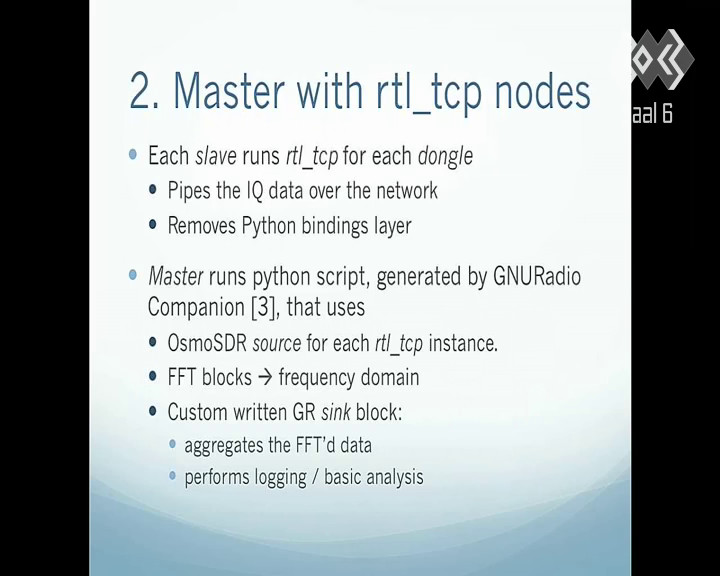 2. Master with rtl_tcp nodes
aal 6
Each slave runs rtl_tcp for each dongle
Pipes the IQ data over the network
Removes Python bindings layer
Master runs python script, generated by GNURadio
Companion [3], that uses
OsmoSDR source for each rtl_tcp instance.
FFT blocks → frequency domain
Custom written GR sink block:
aggregates the FFT'd data
performs logging / basic analysis